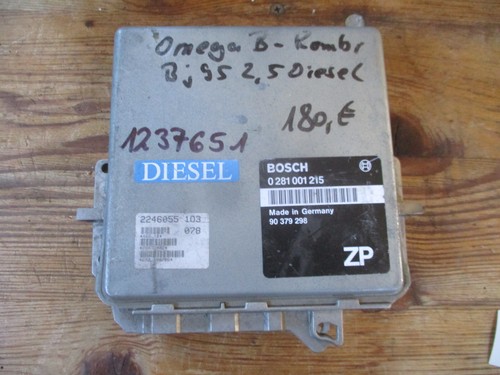 Omega B - Kombi
Bj 95 2,5 Diesel
180,€
1237651
DIESEL
BOSCH
0 281 001 215
Made in Germany
90 379 298
ZP
2246055 103
078